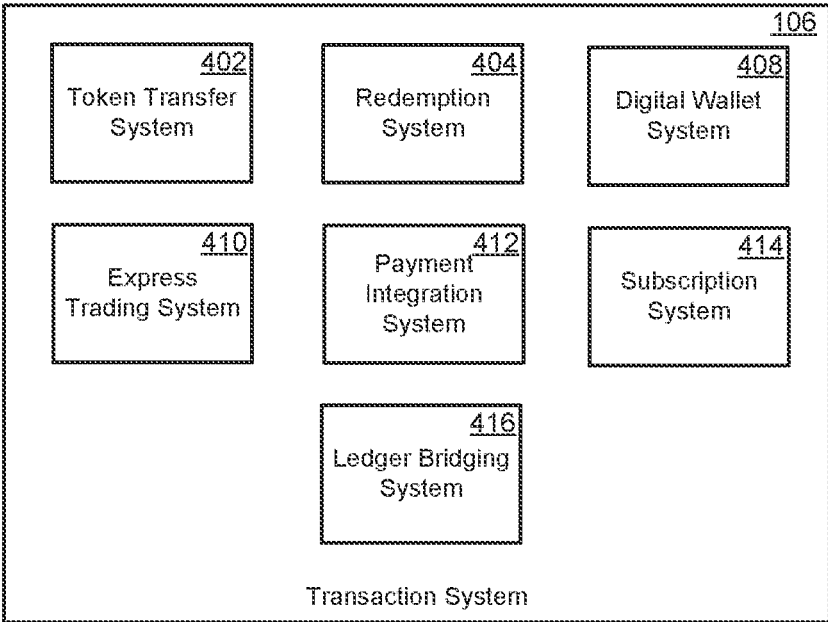 106
402
Token Transfer
System
404
Redemption
System
408
Digital Wallet
System
410
Express
Trading System
412
Payment
Integration
System
414
Subscription
System
416
Ledger Bridging
System
Transaction System